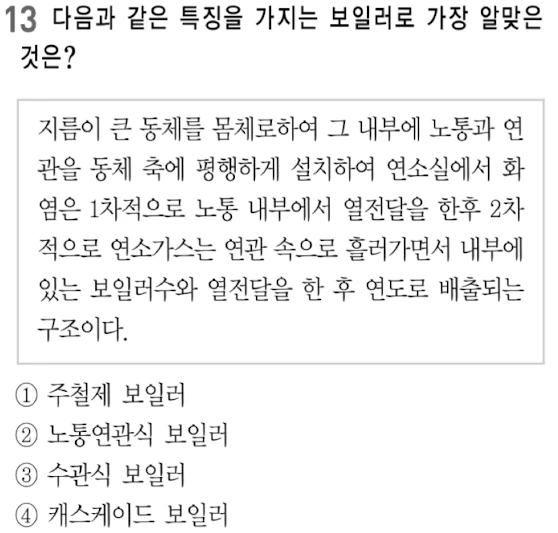 13 다음과 같은 특징을 가지는 보일러로 가장 알맞은
것은?
지름이 큰 동체를 몸체로하여 그 내부에 노통과 연
관을 동체 축에 평행하게 설치하여 연소실에서 화
염은 1차적으로 노통 내부에서 열전달을 한후 2차
적으로 연소가스는 연관 속으로 흘러가면서 내부에
있는 보일러수와 열전달을 한 후 연도로 배출되는
구조이다.
① 주철제 보일러
② 노통연관식 보일러
③ 수관식 보일러
④ 캐스케이드 보일러